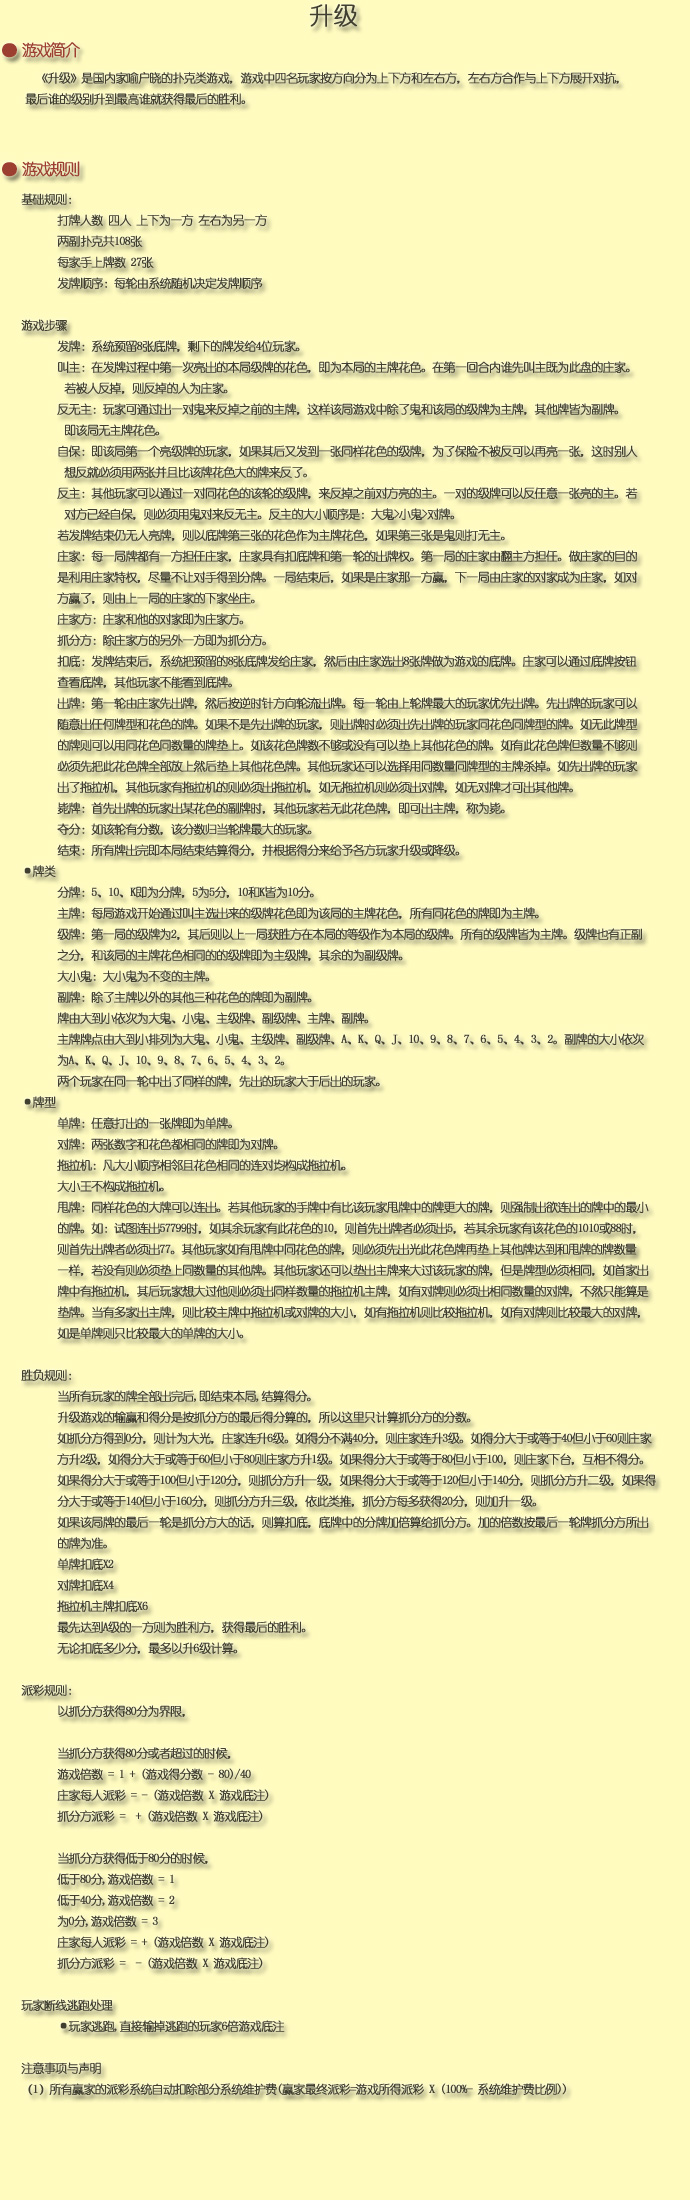 升级
游戏简介
《升级》是国内家喻户晓的扑克类游戏，游戏中四名玩家按方向分为上下方和左右方，左右方合作与上下方展开对抗，
最后谁的级别升到最高谁就获得最后的胜利。
游戏规则
基础规则：
打牌人数 四人 上下为一方 左右为另一方
两副扑克共108张
每家手上牌数 27张
发牌顺序：每轮由系统随机决定发牌顺序
游戏步骤
发牌：系统预留8张底牌，剩下的牌发给4位玩家。
叫主：在发牌过程中第一次亮出的本局级牌的花色，即为本局的主牌花色。在第一回合内谁先叫主既为此盘的庄家。
若被人反掉，则反掉的人为庄家。
反无主：玩家可通过出一对鬼来反掉之前的主牌，这样该局游戏中除了鬼和该局的级牌为主牌，其他牌皆为副牌。
即该局无主牌花色。
自保：即该局第一个亮级牌的玩家，如果其后又发到一张同样花色的级牌，为了保险不被反可以再亮一张，这时别人
想反就必须用两张并且比该牌花色大的牌来反了。
反主：其他玩家可以通过一对同花色的该轮的级牌，来反掉之前对方亮的主。一对的级牌可以反任意一张亮的主。若
对方已经自保，则必须用鬼对来反无主。反主的大小顺序是：大鬼>小鬼>对牌。
若发牌结束仍无人亮牌，则以底牌第三张的花色作为主牌花色，如果第三张是鬼则打无主。
庄家：每一局牌都有一方担任庄家，庄家具有扣底牌和第一轮的出牌权。第一局的庄家由翻主方担任。做庄家的目的
是利用庄家特权，尽量不让对手得到分牌。一局结束后，如果是庄家那一方赢，下一局由庄家的对家成为庄家，如对
方赢了，则由上一局的庄家的下家坐庄。
庄家方：庄家和他的对家即为庄家方。
抓分方：除庄家方的另外一方即为抓分方。
扣底：发牌结束后，系统把预留的8张底牌发给庄家，然后由庄家选出8张牌做为游戏的底牌。庄家可以通过底牌按钮
查看底牌，其他玩家不能看到底牌。
出牌：第一轮由庄家先出牌，然后按逆时针方向轮流出牌。每一轮由上轮牌最大的玩家优先出牌。先出牌的玩家可以
随意出任何牌型和花色的牌。如果不是先出牌的玩家，则出牌时必须出先出牌的玩家同花色同牌型的牌。如无此牌型
的牌则可以用同花色同数量的牌垫上。如该花色牌数不够或没有可以垫上其他花色的牌。如有此花色牌但数量不够则
必须先把此花色牌全部放上然后垫上其他花色牌。其他玩家还可以选择用同数量同牌型的主牌杀掉。如先出牌的玩家
出了拖拉机，其他玩家有拖拉机的则必须出拖拉机，如无拖拉机则必须出对牌，如无对牌才可出其他牌。
毙牌：首先出牌的玩家出某花色的副牌时，其他玩家若无此花色牌，即可出主牌，称为毙。
夺分：如该轮有分数，该分数归当轮牌最大的玩家。
结束：所有牌出完即本局结束结算得分，并根据得分来给予各方玩家升级或降级。
●牌类
分牌：5、10、K即为分牌，5为5分，10和K皆为10分。
主牌：每局游戏开始通过叫主选出来的级牌花色即为该局的主牌花色，所有同花色的牌即为主牌。
级牌：第一局的级牌为2，其后则以上一局获胜方在本局的等级作为本局的级牌。所有的级牌皆为主牌。级牌也有正副
之分，和该局的主牌花色相同的的级牌即为主级牌，其余的为副级牌。
大小鬼：大小鬼为不变的主牌。
副牌：除了主牌以外的其他三种花色的牌即为副牌。
牌由大到小依次为大鬼、小鬼、主级牌、副级牌、主牌、副牌。
主牌牌点由大到小排列为大鬼、小鬼、主级牌、副级牌、A、K、Q、J、10、9、8、7、6、5、4、3、2。副牌的大小依次
为A、K、Q、J、10、9、8、7、6、5、4、3、2。
两个玩家在同一轮中出了同样的牌，先出的玩家大于后出的玩家。
●牌型
单牌：任意打出的一张牌即为单牌。
对牌：两张数字和花色都相同的牌即为对牌。
拖拉机：凡大小顺序相邻且花色相同的连对均构成拖拉机。
大小王不构成拖拉机。
甩牌：同样花色的大牌可以连出。若其他玩家的手牌中有比该玩家甩牌中的牌更大的牌，则强制出欲连出的牌中的最小
的牌。如：试图连出57799时，如其余玩家有此花色的10，则首先出牌者必须出5，若其余玩家有该花色的1010或88时，
则首先出牌者必须出77。其他玩家如有甩牌中同花色的牌，则必须先出光此花色牌再垫上其他牌达到和甩牌的牌数量
一样，若没有则必须垫上同数量的其他牌。其他玩家还可以垫出主牌来大过该玩家的牌，但是牌型必须相同，如首家出
牌中有拖拉机，其后玩家想大过他则必须出同样数量的拖拉机主牌，如有对牌则必须出相同数量的对牌，不然只能算是
垫牌。当有多家出主牌，则比较主牌中拖拉机或对牌的大小，如有拖拉机则比较拖拉机，如有对牌则比较最大的对牌，
如是单牌则只比较最大的单牌的大小。
胜负规则：
当所有玩家的牌全部出完后,即结束本局,结算得分。
升级游戏的输赢和得分是按抓分方的最后得分算的，所以这里只计算抓分方的分数。
如抓分方得到0分，则计为大光，庄家连升6级。如得分不满40分，则庄家连升3级。如得分大于或等于40但小于60则庄家
方升2级，如得分大于或等于60但小于80则庄家方升1级。如果得分大于或等于80但小于100，则庄家下台，互相不得分。
如果得分大于或等于100但小于120分，则抓分方升一级，如果得分大于或等于120但小于140分，则抓分方升二级，如果得
分大于或等于140但小于160分，则抓分方升三级，依此类推，抓分方每多获得20分，则加升一级。
如果该局牌的最后一轮是抓分方大的话，则算扣底，底牌中的分牌加倍算给抓分方。加的倍数按最后一轮牌抓分方所出
的牌为准。
单牌扣底X2
对牌扣底X4
拖拉机主牌扣底X6
最先达到A级的一方则为胜利方，获得最后的胜利。
无论扣底多少分，最多以升6级计算。
派彩规则：
以抓分方获得80分为界限，
当抓分方获得80分或者超过的时候，
游戏倍数 = 1 + (游戏得分数 - 80)/40
庄家每人派彩 = - (游戏倍数 X 游戏底注)
抓分方派彩 = + (游戏倍数 X 游戏底注)
当抓分方获得低于80分的时候，
低于80分,游戏倍数 = 1
低于40分,游戏倍数 = 2
为0分,游戏倍数 = 3
庄家每人派彩 = + (游戏倍数 X 游戏底注)
抓分方派彩 = - (游戏倍数 X 游戏底注)
玩家断线逃跑处理
●玩家逃跑,直接输掉逃跑的玩家6倍游戏底注
注意事项与声明
(1) 所有赢家的派彩系统自动扣除部分系统维护费(赢家最终派彩=游戏所得派彩 X (100%- 系统维护费比例))